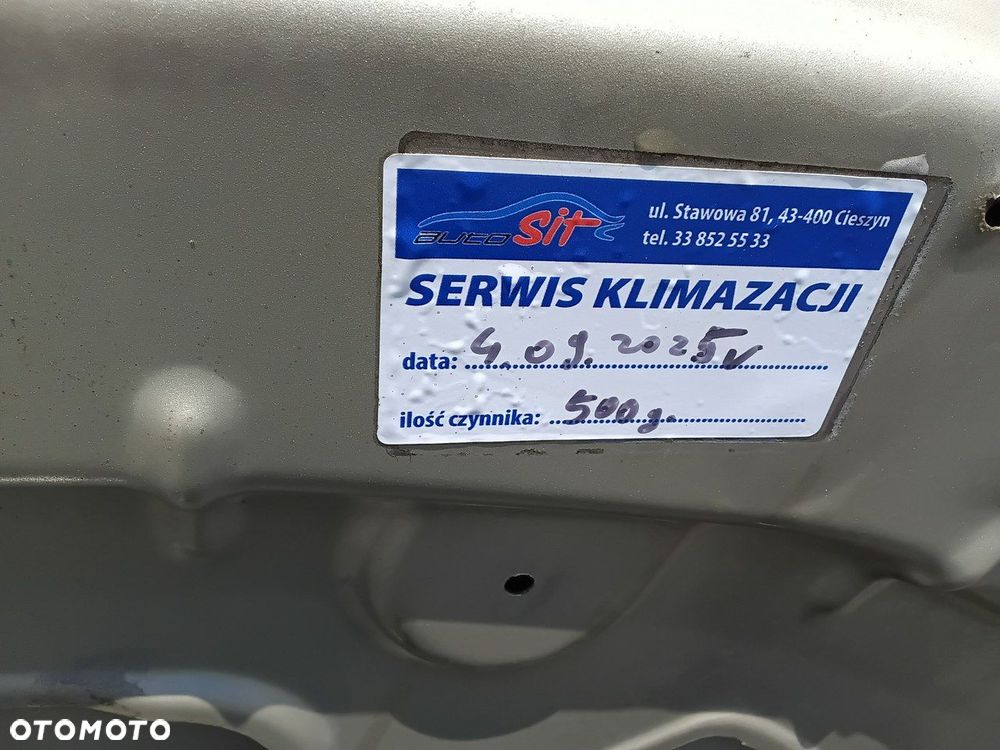 auto Sit
ul. Stawowa 81, 43-400 Cieszyn
tel. 33 852 55 33
SERWIS KLIMAZACJI
data: 4.09.2025 r
ilość czynnika: 500g.
OTOMOTO